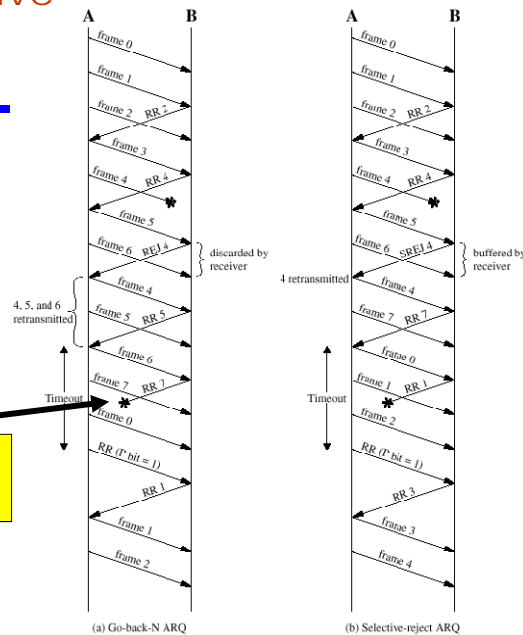 A B
frame 0
frame 1
frame 2
RR 2
frame 3
frame 4
RR 4
frame 5
frame 6
REJ 4
discarded by
receiver
frame 4
4, 5, and 6
retransmitted
frame 5
RR 5
frame 6
frame 7
RR 7
Timeout
frame 0
RR (P bit = 1)
RR 1
frame 1
frame 2
(a) Go-back-N ARQ
A B
frame 0
frame 1
frame 2
RR 2
frame 3
frame 4
RR 4
frame 5
frame 6
SREJ 4
buffered by
receiver
4 retransmitted
frame 4
frame 7
RR 7
fratae 0
frame 1
RR 1
Timeout
frame 2
RR (P bit = 1)
RR 3
frame 3
frame 4
(b) Selective-reject ARQ